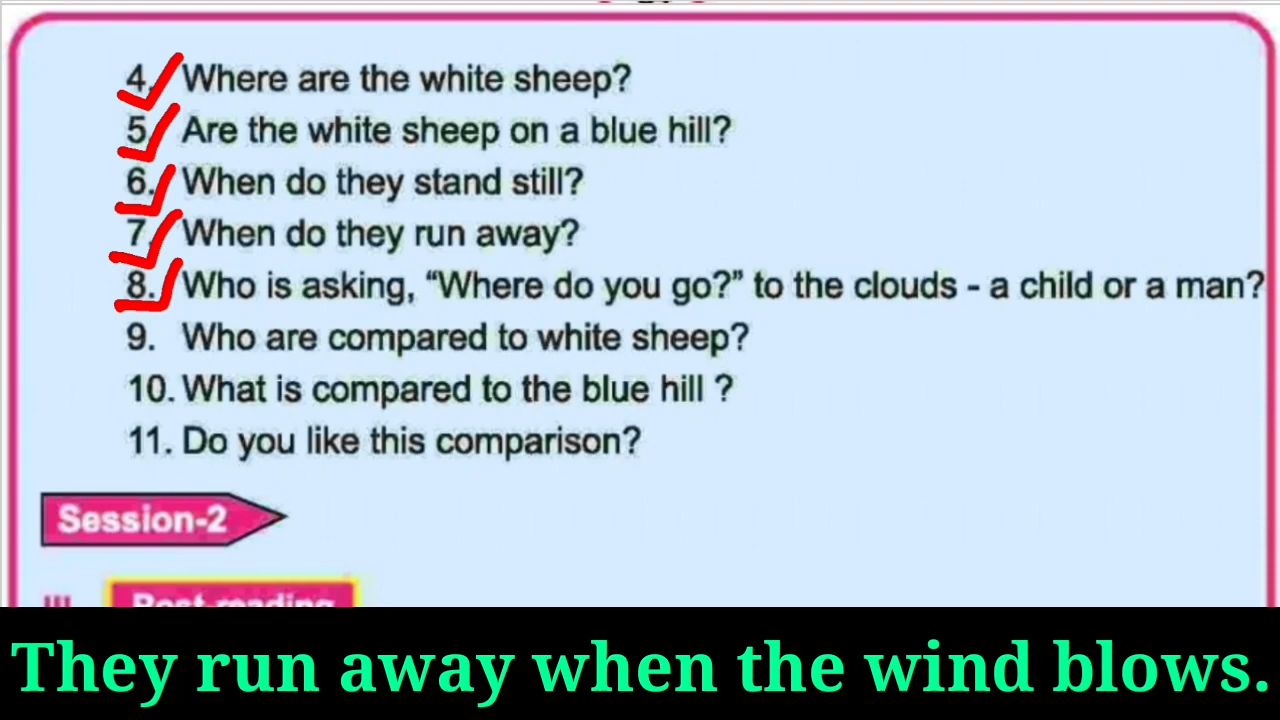 4. Where are the white sheep?
5. Are the white sheep on a blue hill?
6. When do they stand still?
7. When do they run away?
8. Who is asking, “Where do you go?” to the clouds - a child or a man?
9. Who are compared to white sheep?
10. What is compared to the blue hill ?
11. Do you like this comparison?
Session-2
III Post-reading
They run away when the wind blows.